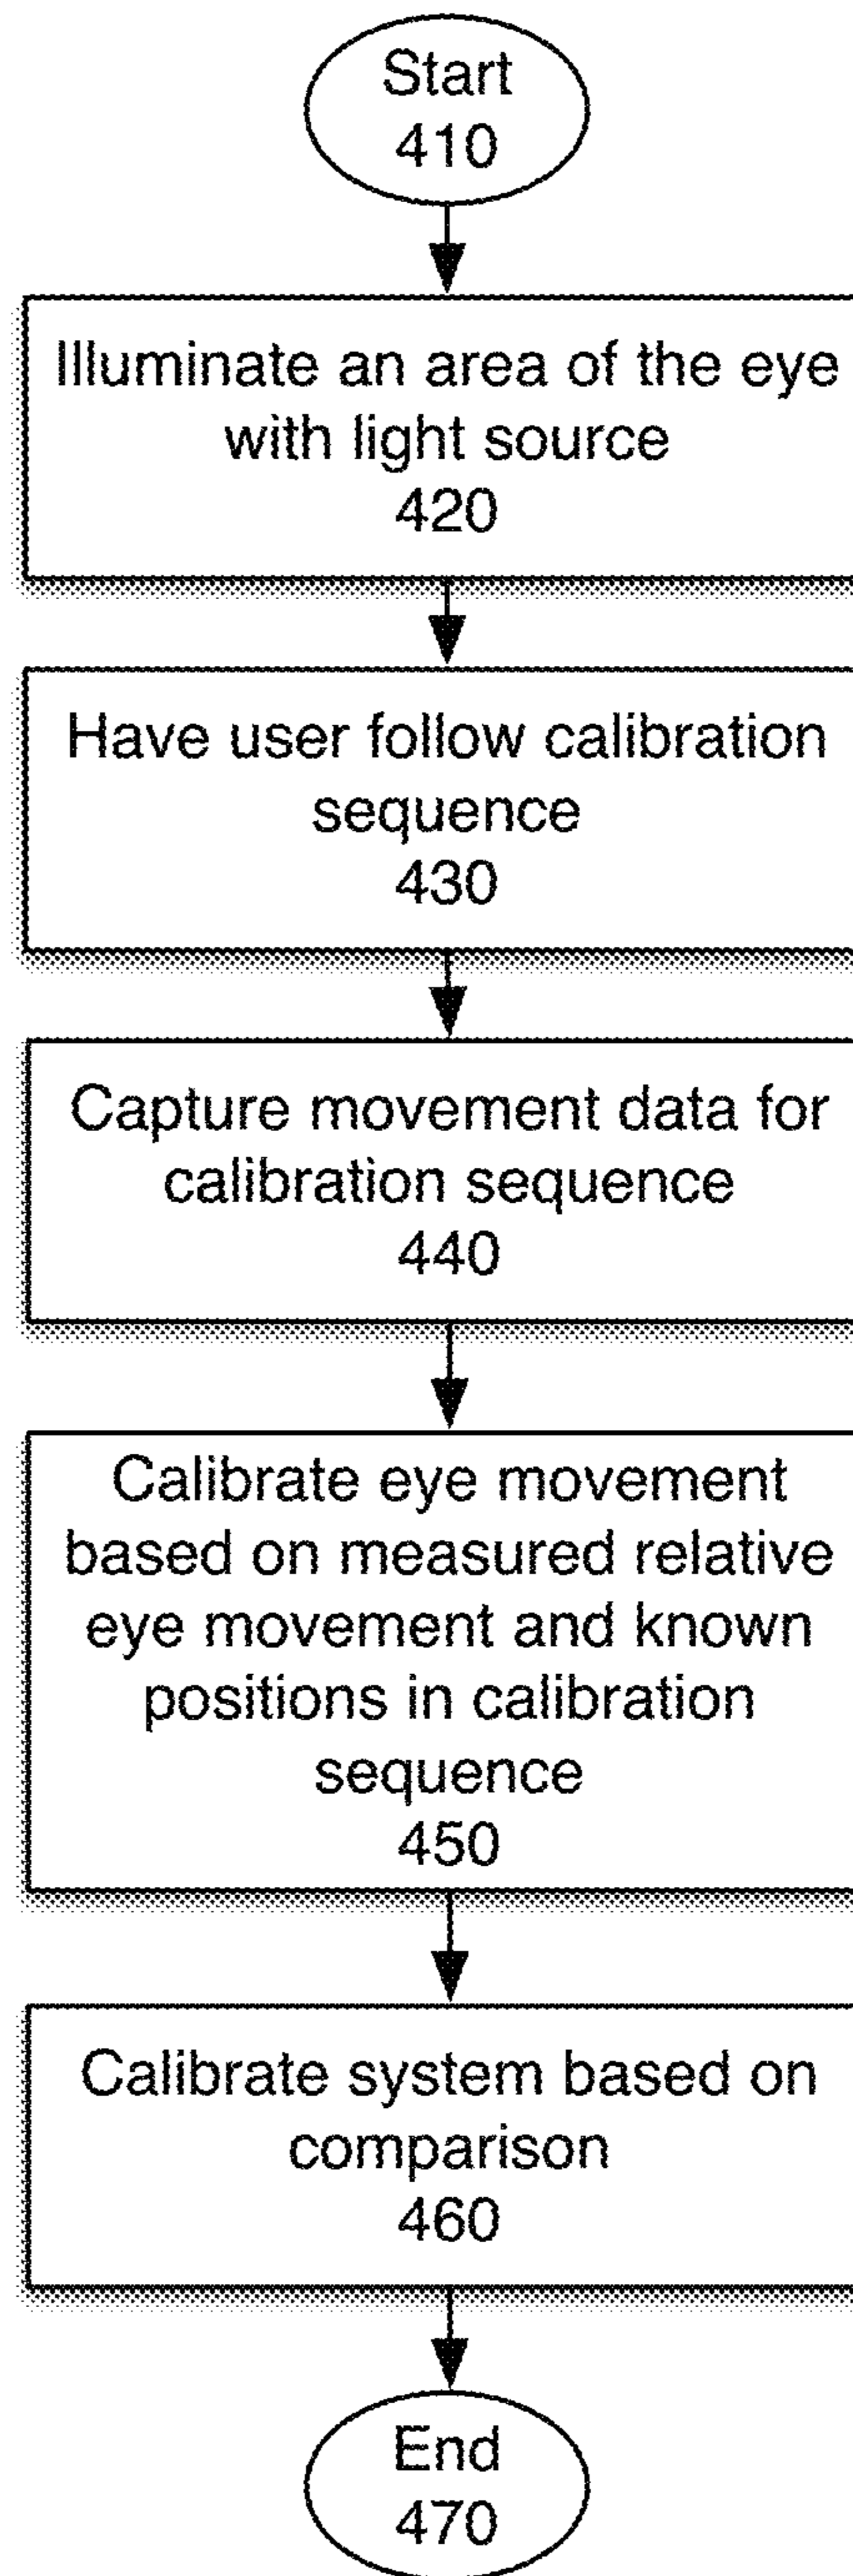 Start
410
Illuminate an area of the eye
with light source
420
Have user follow calibration
sequence
430
Capture movement data for
calibration sequence
440
Calibrate eye movement
based on measured relative
eye movement and known
positions in calibration
sequence
450
Calibrate system based on
comparison
460
End
470